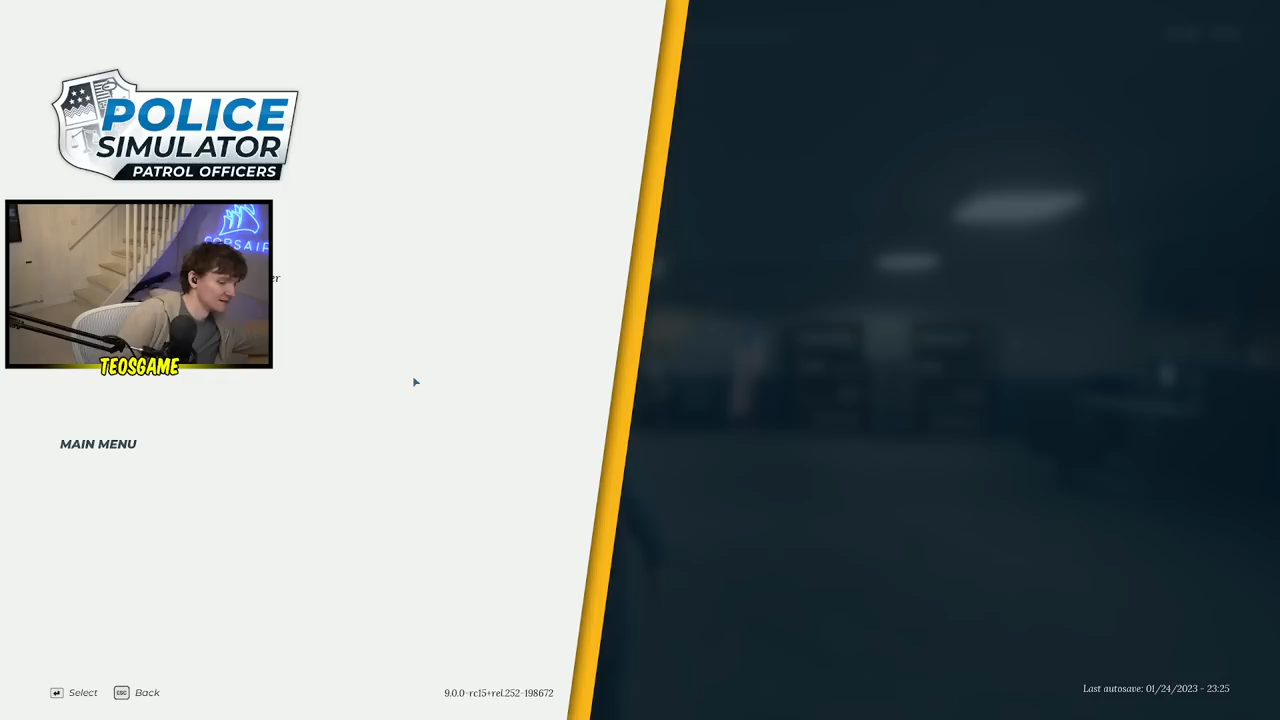 POLICE
SIMULATOR
PATROL OFFICERS
CORSAIR
er
TEOSGAME
MAIN MENU
Select
ESC
Back
9.0.0-rc15+rel.252-198672
Last autosave: 01/24/2023 - 23:25